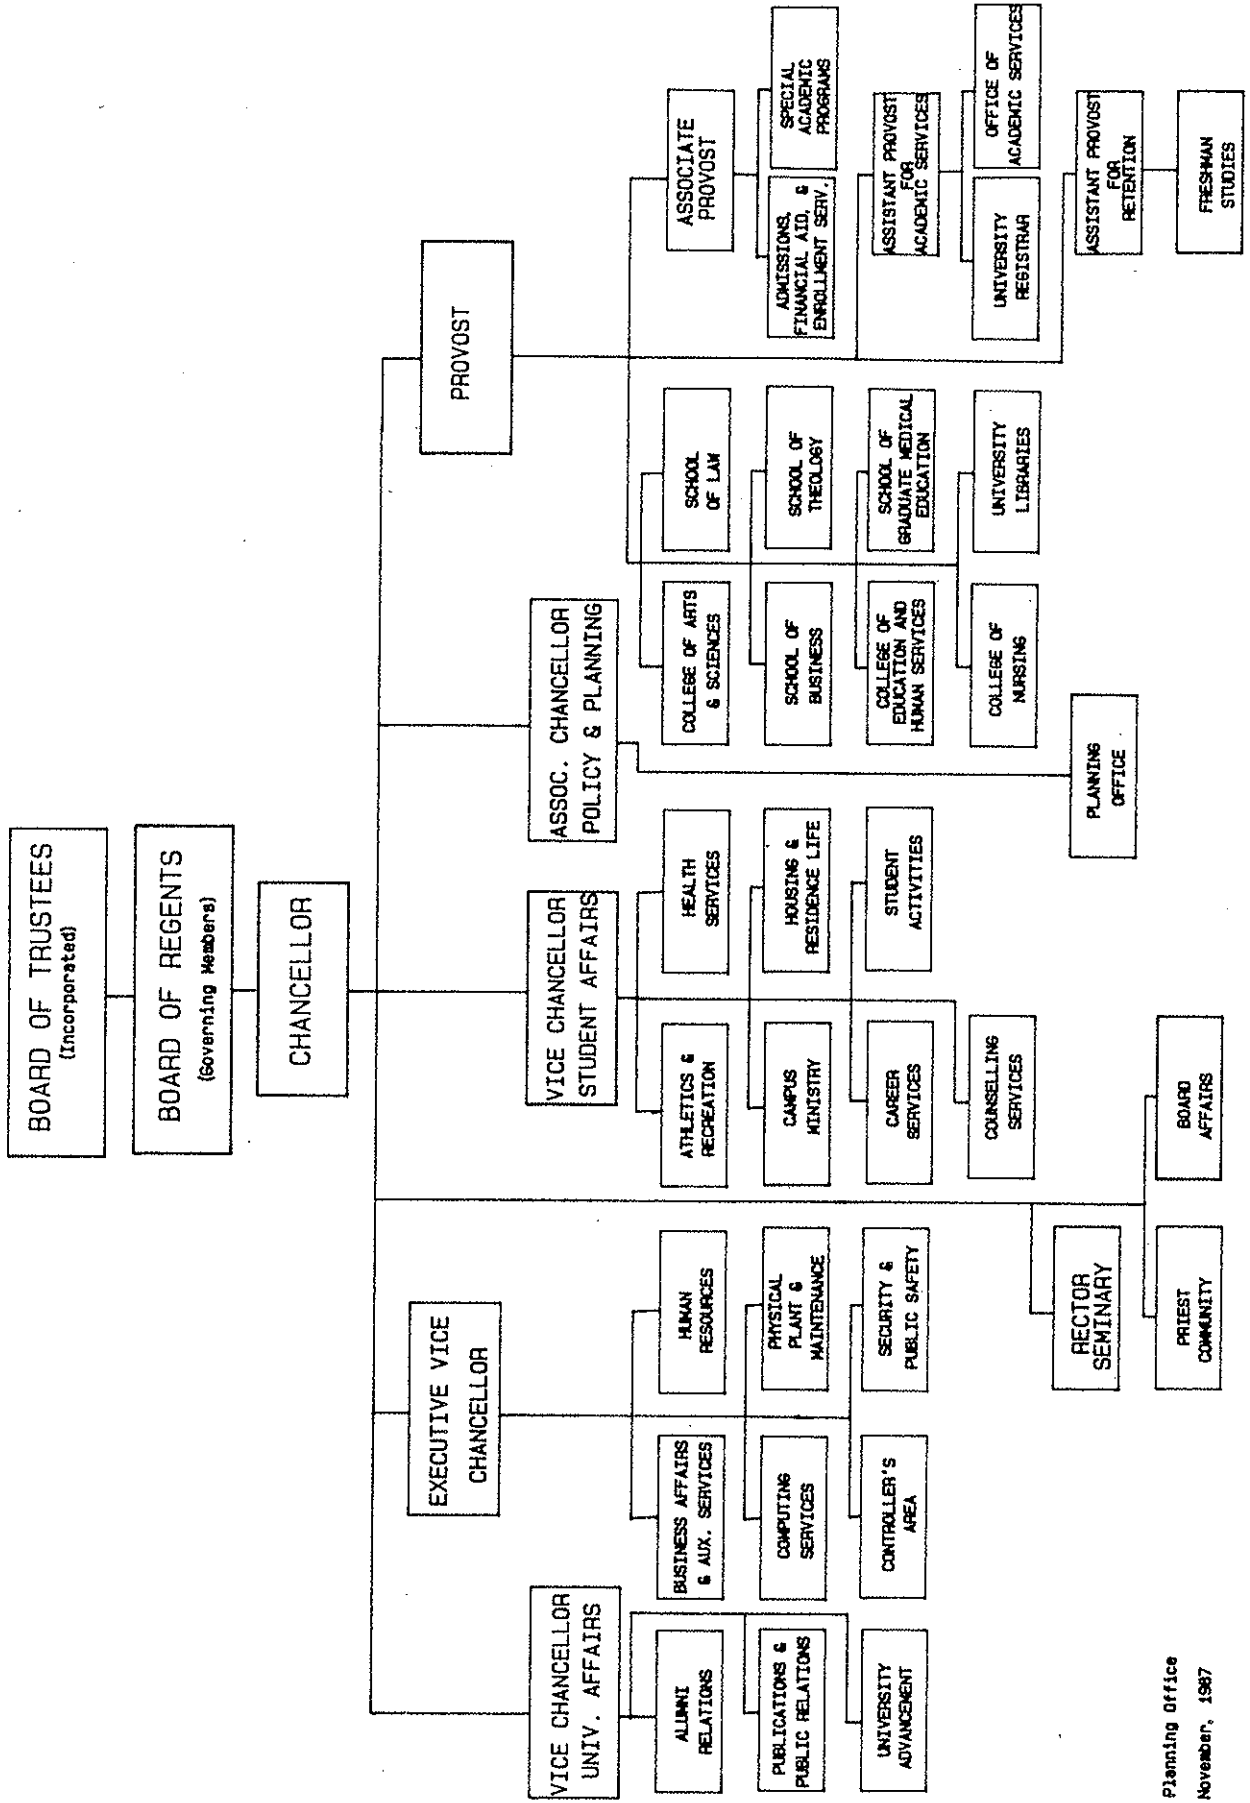 BOARD OF TRUSTEES
(Incorporated)
BOARD OF REGENTS
(Governing Members)
CHANCELLOR
EXECUTIVE VICE
CHANCELLOR
PROVOST
VICE CHANCELLOR
UNIV. AFFAIRS
VICE CHANCELLOR
STUDENT AFFAIRS
ASSOC. CHANCELLOR
POLICY & PLANNING
ALUMNI
RELATIONS
PUBLICATIONS &
PUBLIC RELATIONS
UNIVERSITY
ADVANCEMENT
BUSINESS AFFAIRS
& AUX. SERVICES
HUMAN
RESOURCES
COMPUTING
SERVICES
PHYSICAL
PLANT &
MAINTENANCE
CONTROLLER'S
AREA
SECURITY &
PUBLIC SAFETY
RECTOR
SEMINARY
PRIEST
COMMUNITY
BOARD
AFFAIRS
ATHLETICS &
RECREATION
HEALTH
SERVICES
CAMPUS
MINISTRY
HOUSING &
RESIDENCE LIFE
CAREER
SERVICES
STUDENT
ACTIVITIES
COUNSELLING
SERVICES
PLANNING
OFFICE
COLLEGE OF ARTS
& SCIENCES
SCHOOL
OF LAW
SCHOOL OF
BUSINESS
SCHOOL OF
THEOLOGY
COLLEGE OF
EDUCATION AND
HUMAN SERVICES
SCHOOL OF
GRADUATE MEDICAL
EDUCATION
COLLEGE OF
NURSING
UNIVERSITY
LIBRARIES
ASSOCIATE
PROVOST
ADMISSIONS,
FINANCIAL AID, &
ENROLLMENT SERV.
SPECIAL
ACADEMIC
PROGRAMS
ASSISTANT PROVOST
FOR
ACADEMIC SERVICES
UNIVERSITY
REGISTRAR
OFFICE OF
ACADEMIC SERVICES
ASSISTANT PROVOST
FOR
RETENTION
FRESHMAN
STUDIES
Planning Office
November, 1987